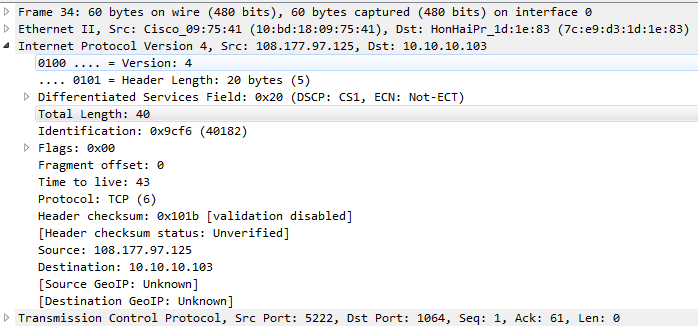 Frame 34: 60 bytes on wire (480 bits), 60 bytes captured (480 bits) on interface 0
Ethernet II, Src: Cisco_09:75:41 (10:bd:18:09:75:41), Dst: HonHaiPr_1d:1e:83 (7c:e9:d3:1d:1e:83)
Internet Protocol Version 4, Src: 108.177.97.125, Dst: 10.10.10.103
0100 .... = Version: 4
.... 0101 = Header Length: 20 bytes (5)
Differentiated Services Field: 0x20 (DSCP: CS1, ECN: Not-ECT)
Total Length: 40
Identification: 0x9cf6 (40182)
Flags: 0x00
Fragment offset: 0
Time to live: 43
Protocol: TCP (6)
Header checksum: 0x101b [validation disabled]
[Header checksum status: Unverified]
Source: 108.177.97.125
Destination: 10.10.10.103
[Source GeoIP: Unknown]
[Destination GeoIP: Unknown]
Transmission Control Protocol, Src Port: 5222, Dst Port: 1064, Seq: 1, Ack: 61, Len: 0